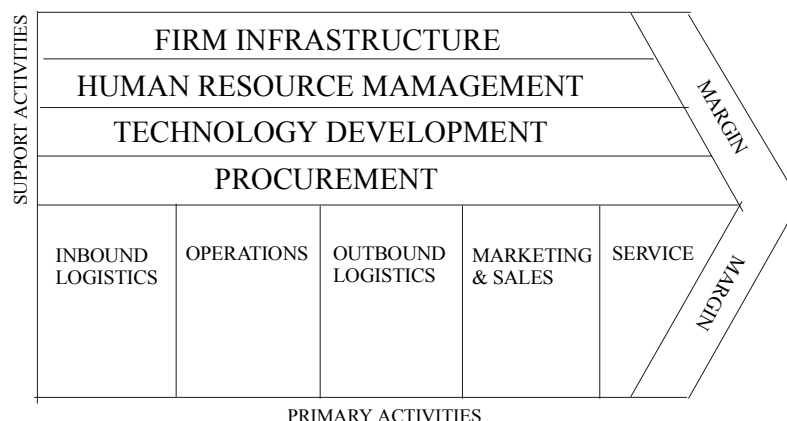 SUPPORT ACTIVITIES
FIRM INFRASTRUCTURE
HUMAN RESOURCE MAMAGEMENT
TECHNOLOGY DEVELOPMENT
PROCUREMENT
MARGIN
INBOUND
LOGISTICS
OPERATIONS
OUTBOUND
LOGISTICS
MARKETING
& SALES
SERVICE
MARGIN
PRIMARY ACTIVITIES